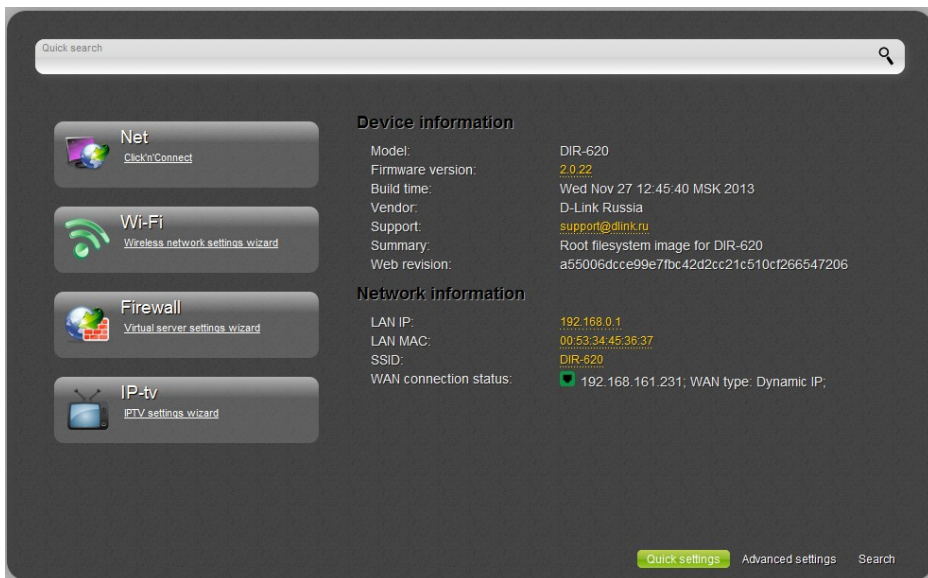 Quick search
Net
Click'n'Connect
Wi-Fi
Wireless network settings wizard
Firewall
Virtual server settings wizard
IP-tv
IPTV settings wizard
Device information
Model: DIR-620
Firmware version: 2.0.22
Build time: Wed Nov 27 12:45:40 MSK 2013
Vendor: D-Link Russia
Support: support@dlink.ru
Summary: Root filesystem image for DIR-620
Web revision: a55006dcce99e7fbc42d2cc21c510cf266547206
Network information
LAN IP: 192.168.0.1
LAN MAC: 00:53:34:45:36:37
SSID: DIR-620
WAN connection status: 192.168.161.231; WAN type: Dynamic IP;
Quick settings Advanced settings Search